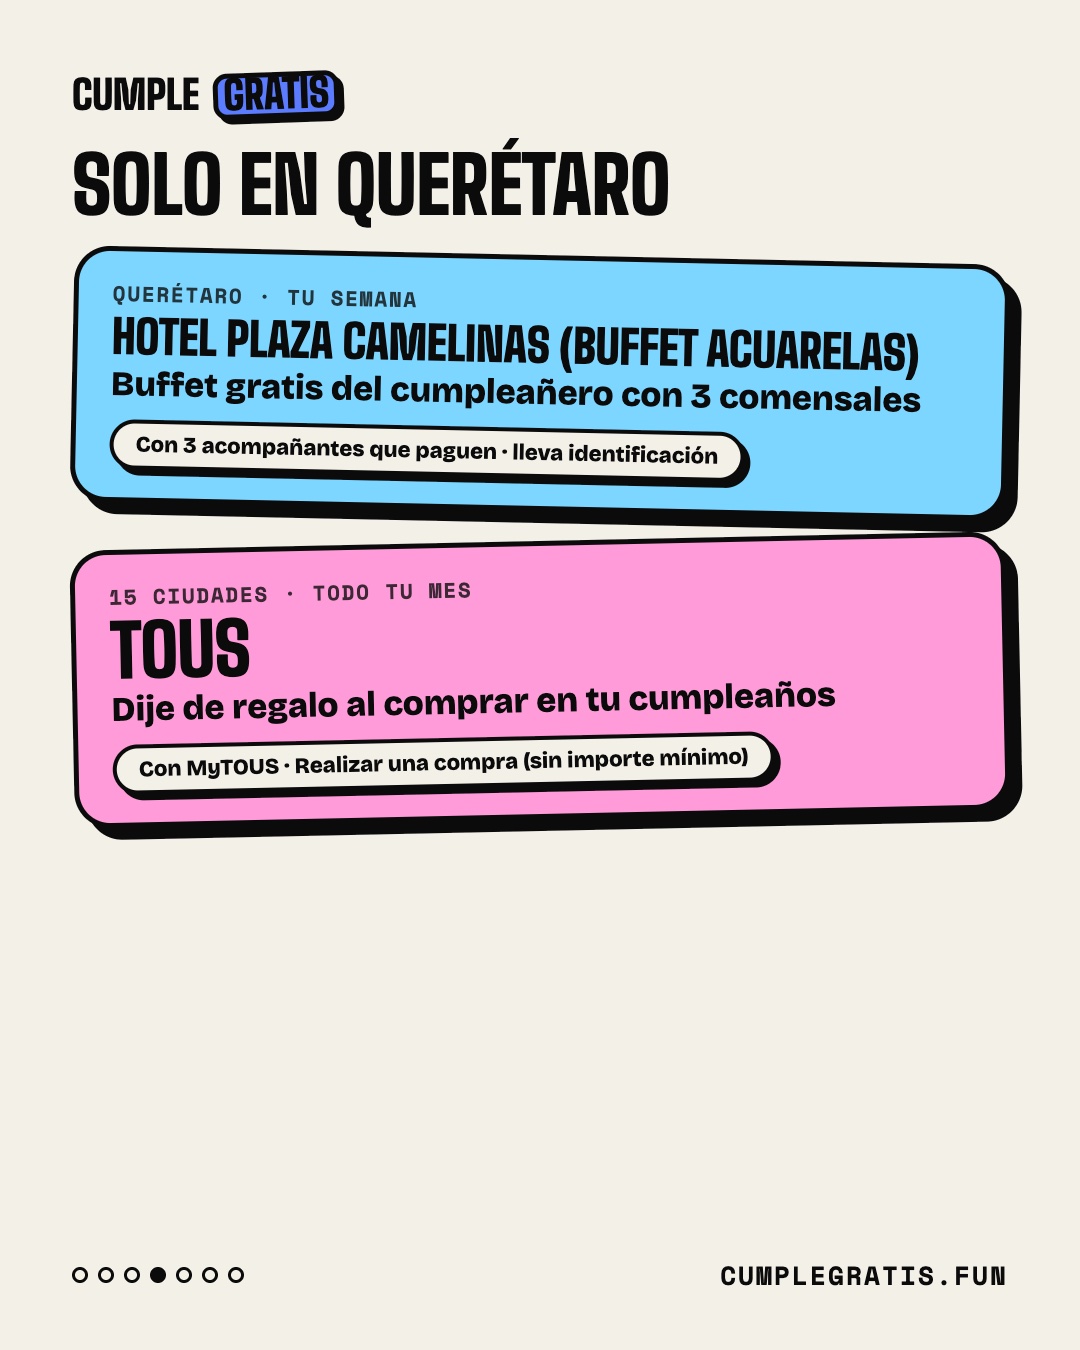 CUMPLE GRATIS
SOLO EN QUERÉTARO
QUERÉTARO · TU SEMANA
HOTEL PLAZA CAMELINAS (BUFFET ACUARELAS)
Buffet gratis del cumpleañero con 3 comensales
Con 3 acompañantes que paguen · lleva identificación
15 CIUDADES · TODO TU MES
TOUS
Dije de regalo al comprar en tu cumpleaños
Con MyTOUS · Realizar una compra (sin importe mínimo)
CUMPLEGRATIS.FUN